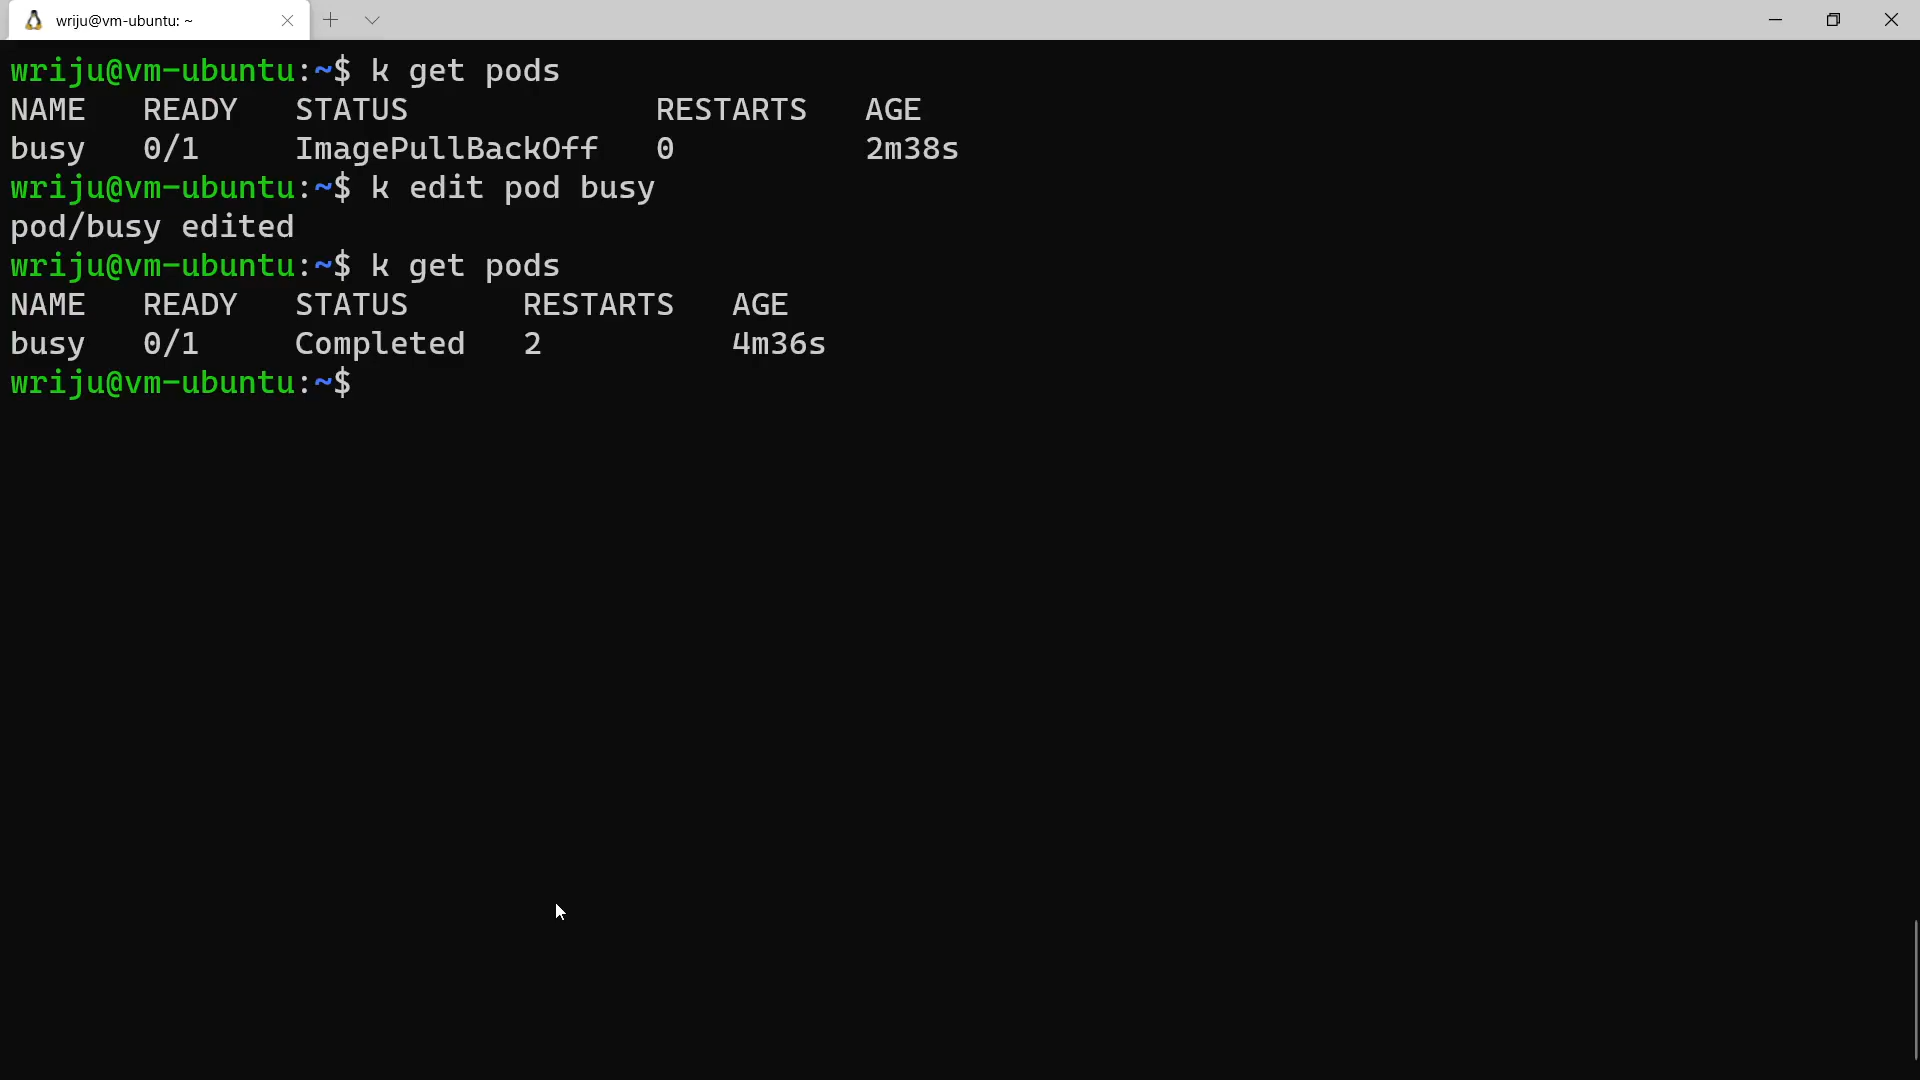 wriju@vm-ubuntu: ~
wriju@vm-ubuntu:~$ k get pods
NAME   READY   STATUS             RESTARTS   AGE
busy   0/1     ImagePullBackOff   0          2m38s
wriju@vm-ubuntu:~$ k edit pod busy
pod/busy edited
wriju@vm-ubuntu:~$ k get pods
NAME   READY   STATUS      RESTARTS   AGE
busy   0/1     Completed   2          4m36s
wriju@vm-ubuntu:~$